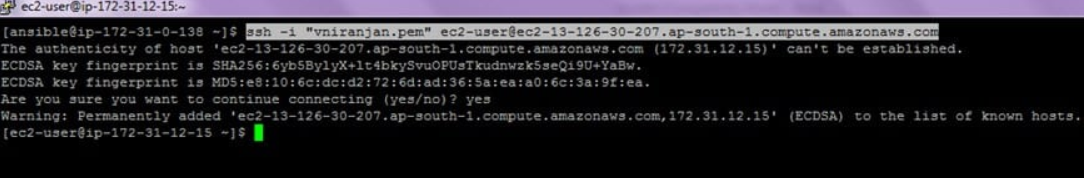 ec2-user@ip-172-31-12-15:~
[ansible@ip-172-31-0-138 ~]$ ssh -i "vniranjan.pem" ec2-user@ec2-13-126-30-207.ap-south-1.compute.amazonaws.com
The authenticity of host 'ec2-13-126-30-207.ap-south-1.compute.amazonaws.com (172.31.12.15)' can't be established.
ECDSA key fingerprint is SHA256:6yb5BylyX+lt4bkySvuOPUsTkudnwzk5seQi9U+YaBw.
ECDSA key fingerprint is MD5:e8:10:6c:dc:d2:72:6d:ad:36:5a:ea:a0:6c:3a:9f:ea.
Are you sure you want to continue connecting (yes/no)? yes
Warning: Permanently added 'ec2-13-126-30-207.ap-south-1.compute.amazonaws.com,172.31.12.15' (ECDSA) to the list of known hosts.
[ec2-user@ip-172-31-12-15 ~]$